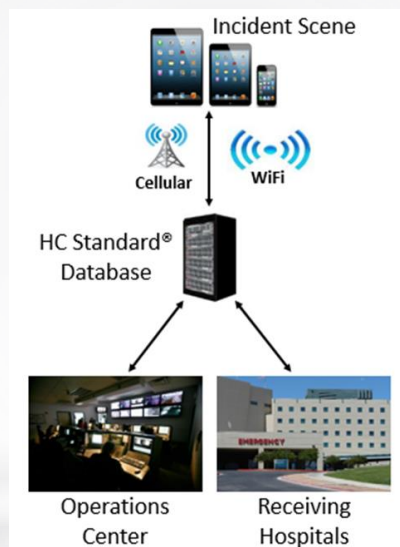 Incident Scene
Cellular
WiFi
HC Standard®
Database
EMERGENCY
Operations
Center
Receiving
Hospitals